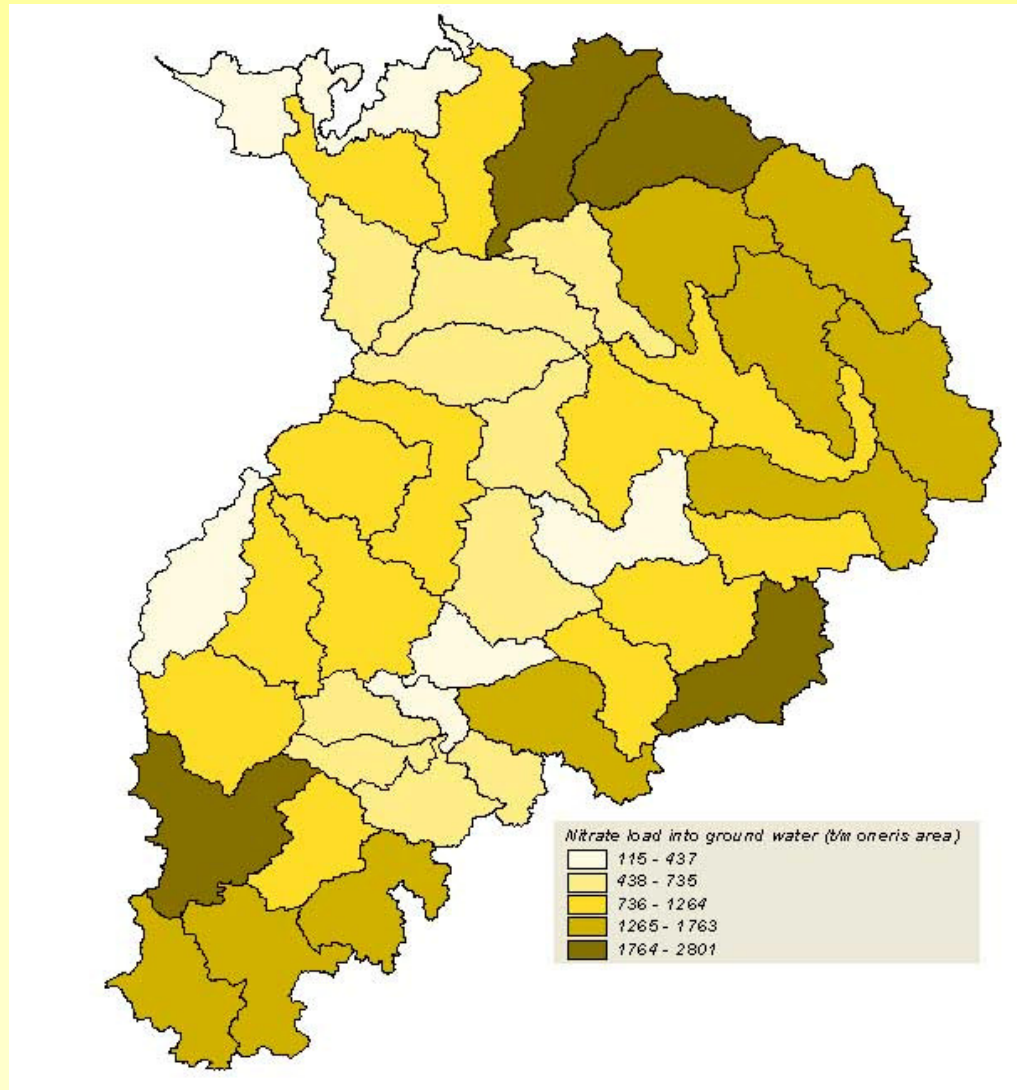 Nitrate load into ground water (t/m oneris area)
115 - 437
438 - 735
736 - 1264
1265 - 1763
1764 - 2801